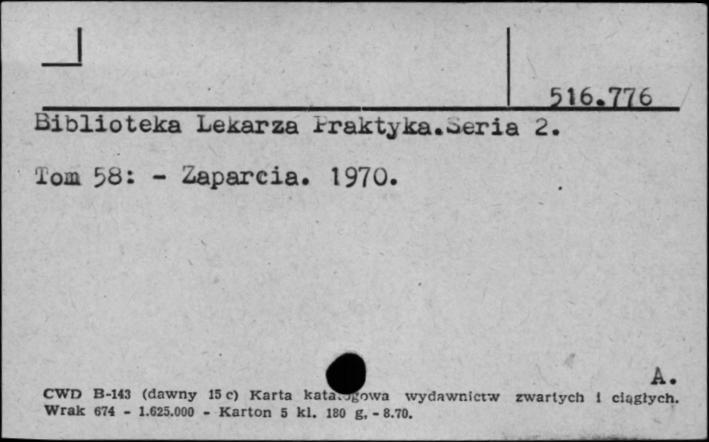 516.776
Biblioteka Lekarza Praktyka.Seria 2.
Tom 58: - Zaparcia. 1970.
A.
CWD B-143 (dawny 15 c) Karta katalogowa wydawnictw zwartych i ciągłych.
Wrak 674 - 1.625.000 - Karton 5 kl. 180 g, - 8.70.